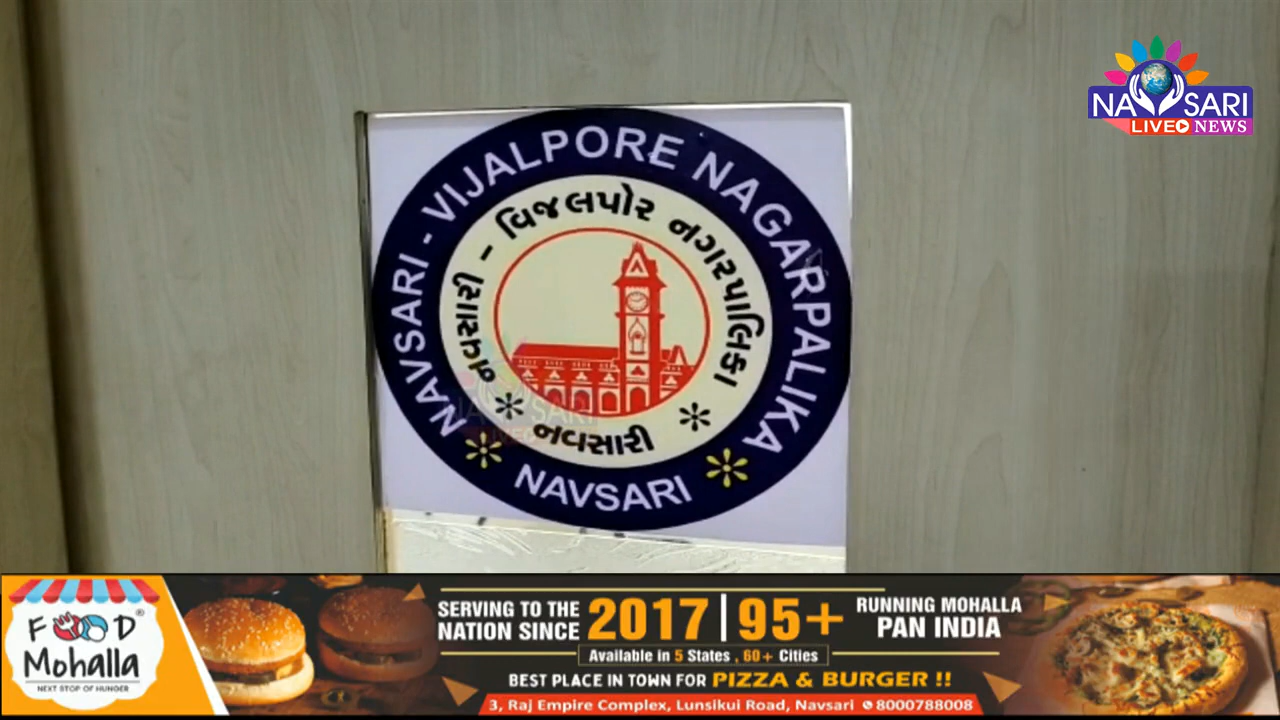 NAVSARI
LIVE NEWS
NAVSARI - VIJALPORE NAGARPALIKA
નવસારી - વિજલપોર નગરપાલિકા
નવસારી
NAVSARI
NAVSARI
LIVE
FOOD®
Mohalla
NEXT STOP OF HUNGER
SERVING TO THE
NATION SINCE
2017 | 95+
RUNNING MOHALLA
PAN INDIA
Available in 5 States , 60+ Cities
BEST PLACE IN TOWN FOR PIZZA & BURGER !!
3, Raj Empire Complex, Lunsikui Road, Navsari 8000788008